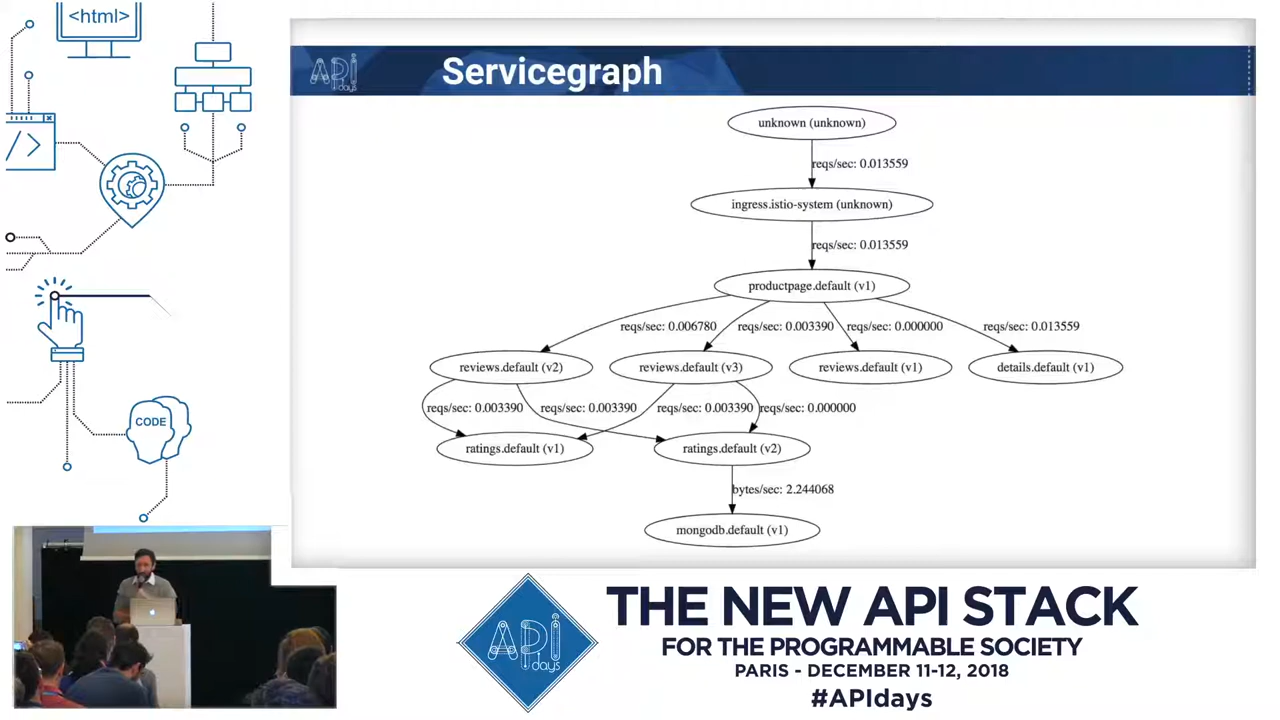 <html>
</>
CODE
API
days
Servicegraph
unknown (unknown)
reqs/sec: 0.013559
ingress.istio-system (unknown)
reqs/sec: 0.013559
productpage.default (v1)
reqs/sec: 0.006780
reqs/sec: 0.003390
reqs/sec: 0.000000
reqs/sec: 0.013559
reviews.default (v2)
reviews.default (v3)
reviews.default (v1)
details.default (v1)
reqs/sec: 0.003390
reqs/sec: 0.003390
reqs/sec: 0.003390
reqs/sec: 0.000000
ratings.default (v1)
ratings.default (v2)
bytes/sec: 2.244068
mongodb.default (v1)
API
days
THE NEW API STACK
FOR THE PROGRAMMABLE SOCIETY
PARIS - DECEMBER 11-12, 2018
#APIdays